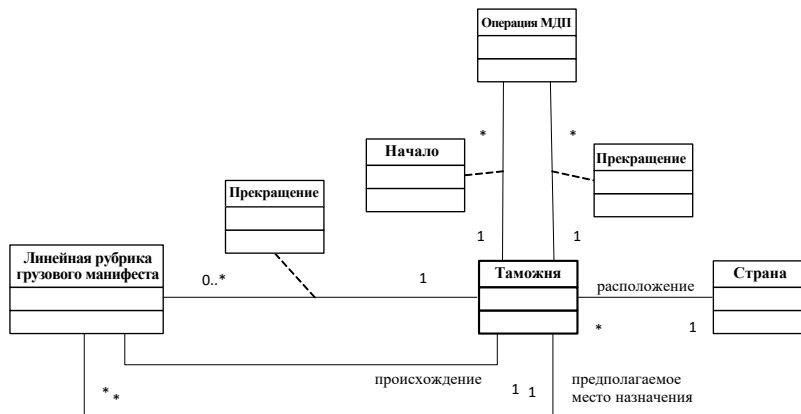 Операция МДП
*
*
Начало
Прекращение
Прекращение
1
1
Линейная рубрика
грузового манифеста
0..*
1
Таможня
расположение
Страна
*
1
происхождение
1
1
предполагаемое
место назначения
*
*